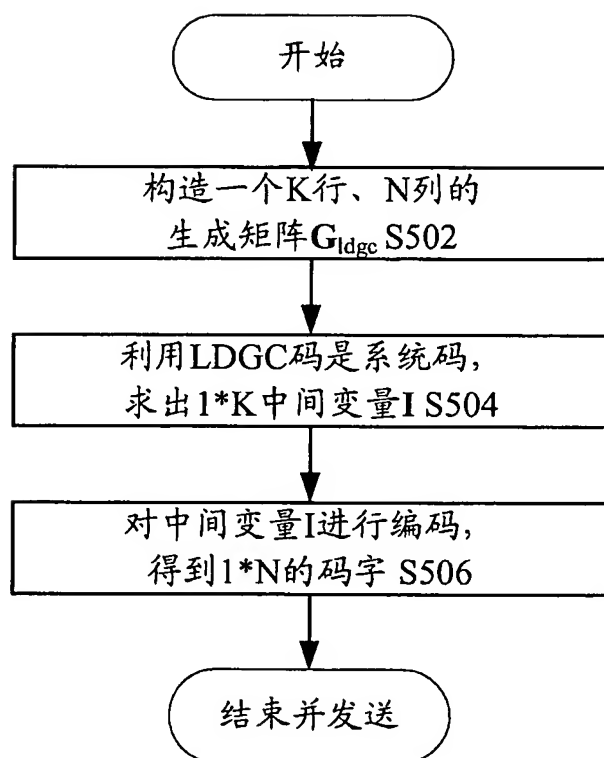 开始
构造一个K行、N列的
生成矩阵Gldgc S502
利用LDGC码是系统码,
求出1*K中间变量I S504
对中间变量I进行编码,
得到1*N的码字 S506
结束并发送